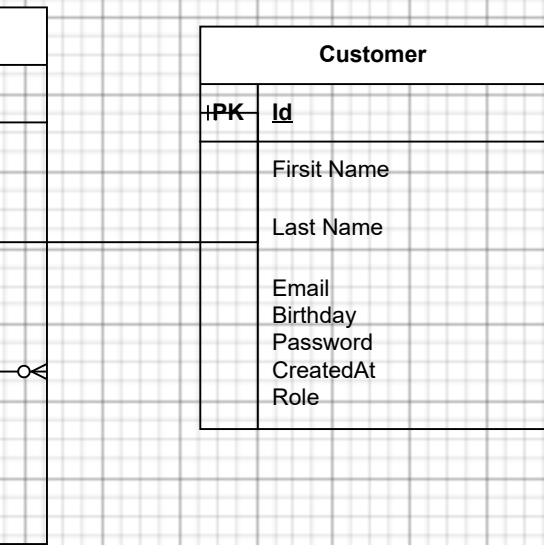 Customer
PK Id
Firsit Name
Last Name
Email
Birthday
Password
CreatedAt
Role